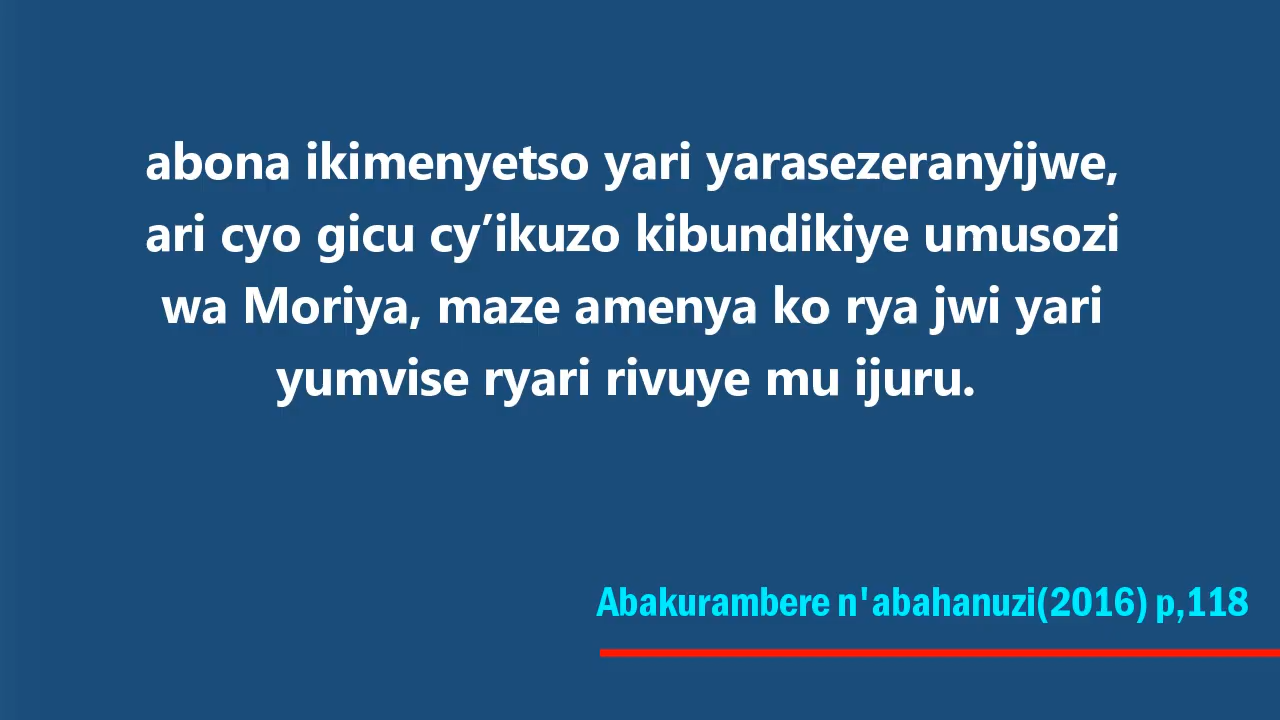 abona ikimenyetso yari yarasezeranyijwe,
ari cyo gicu cy’ikuzo kibundikiye umusozi
wa Moriya, maze amenya ko rya jwi yari
yumvise ryari rivuye mu ijuru.
Abakurambere n'abahanuzi(2016) p,118